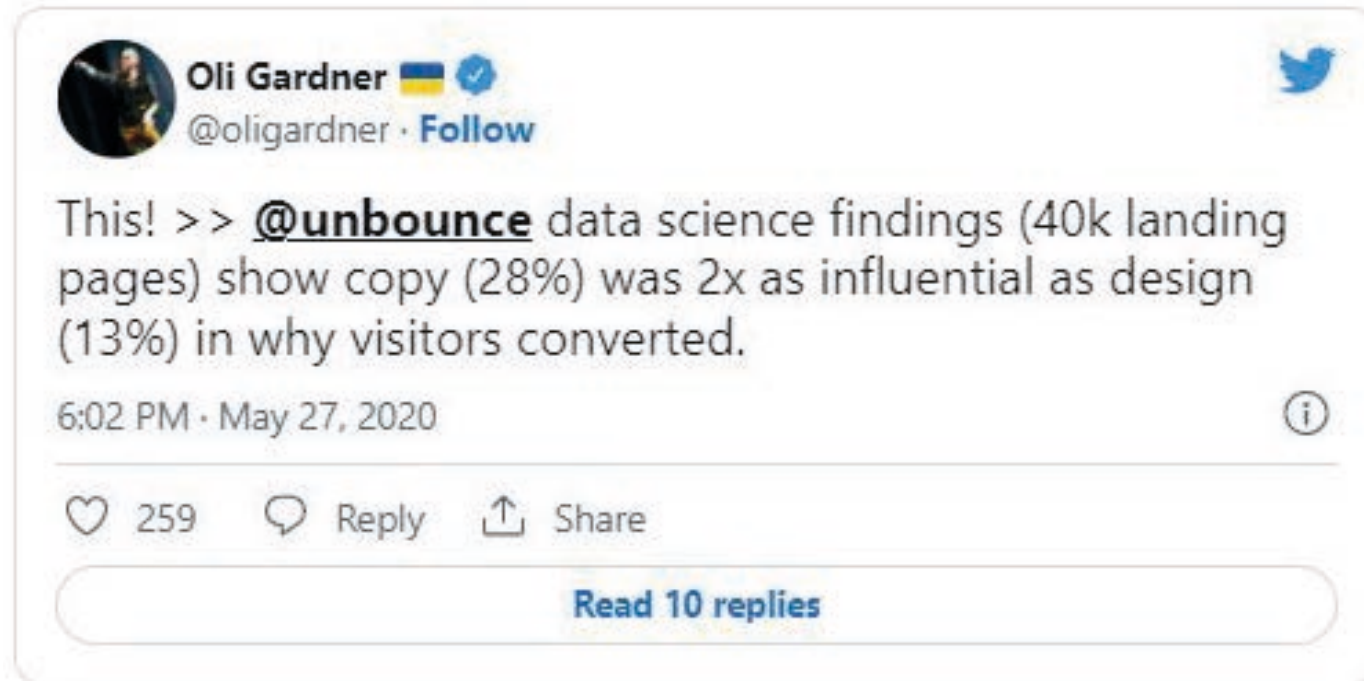 Oli Gardner 🇺🇦
@oligardner · Follow
This! >> @unbounce data science findings (40k landing
pages) show copy (28%) was 2x as influential as design
(13%) in why visitors converted.
6:02 PM · May 27, 2020
259 Reply Share
Read 10 replies